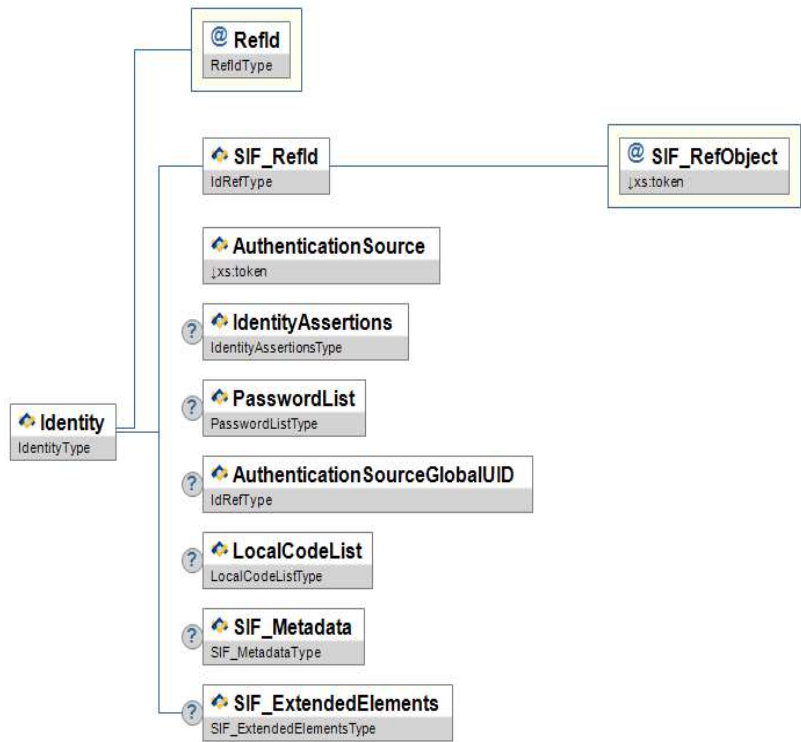 @ RefId
RefIdType
SIF_RefId
IdRefType
@ SIF_RefObject
↓xs:token
AuthenticationSource
↓xs:token
? IdentityAssertions
IdentityAssertionsType
? PasswordList
PasswordListType
Identity
IdentityType
? AuthenticationSourceGlobalUID
IdRefType
? LocalCodeList
LocalCodeListType
? SIF_Metadata
SIF_MetadataType
? SIF_ExtendedElements
SIF_ExtendedElementsType